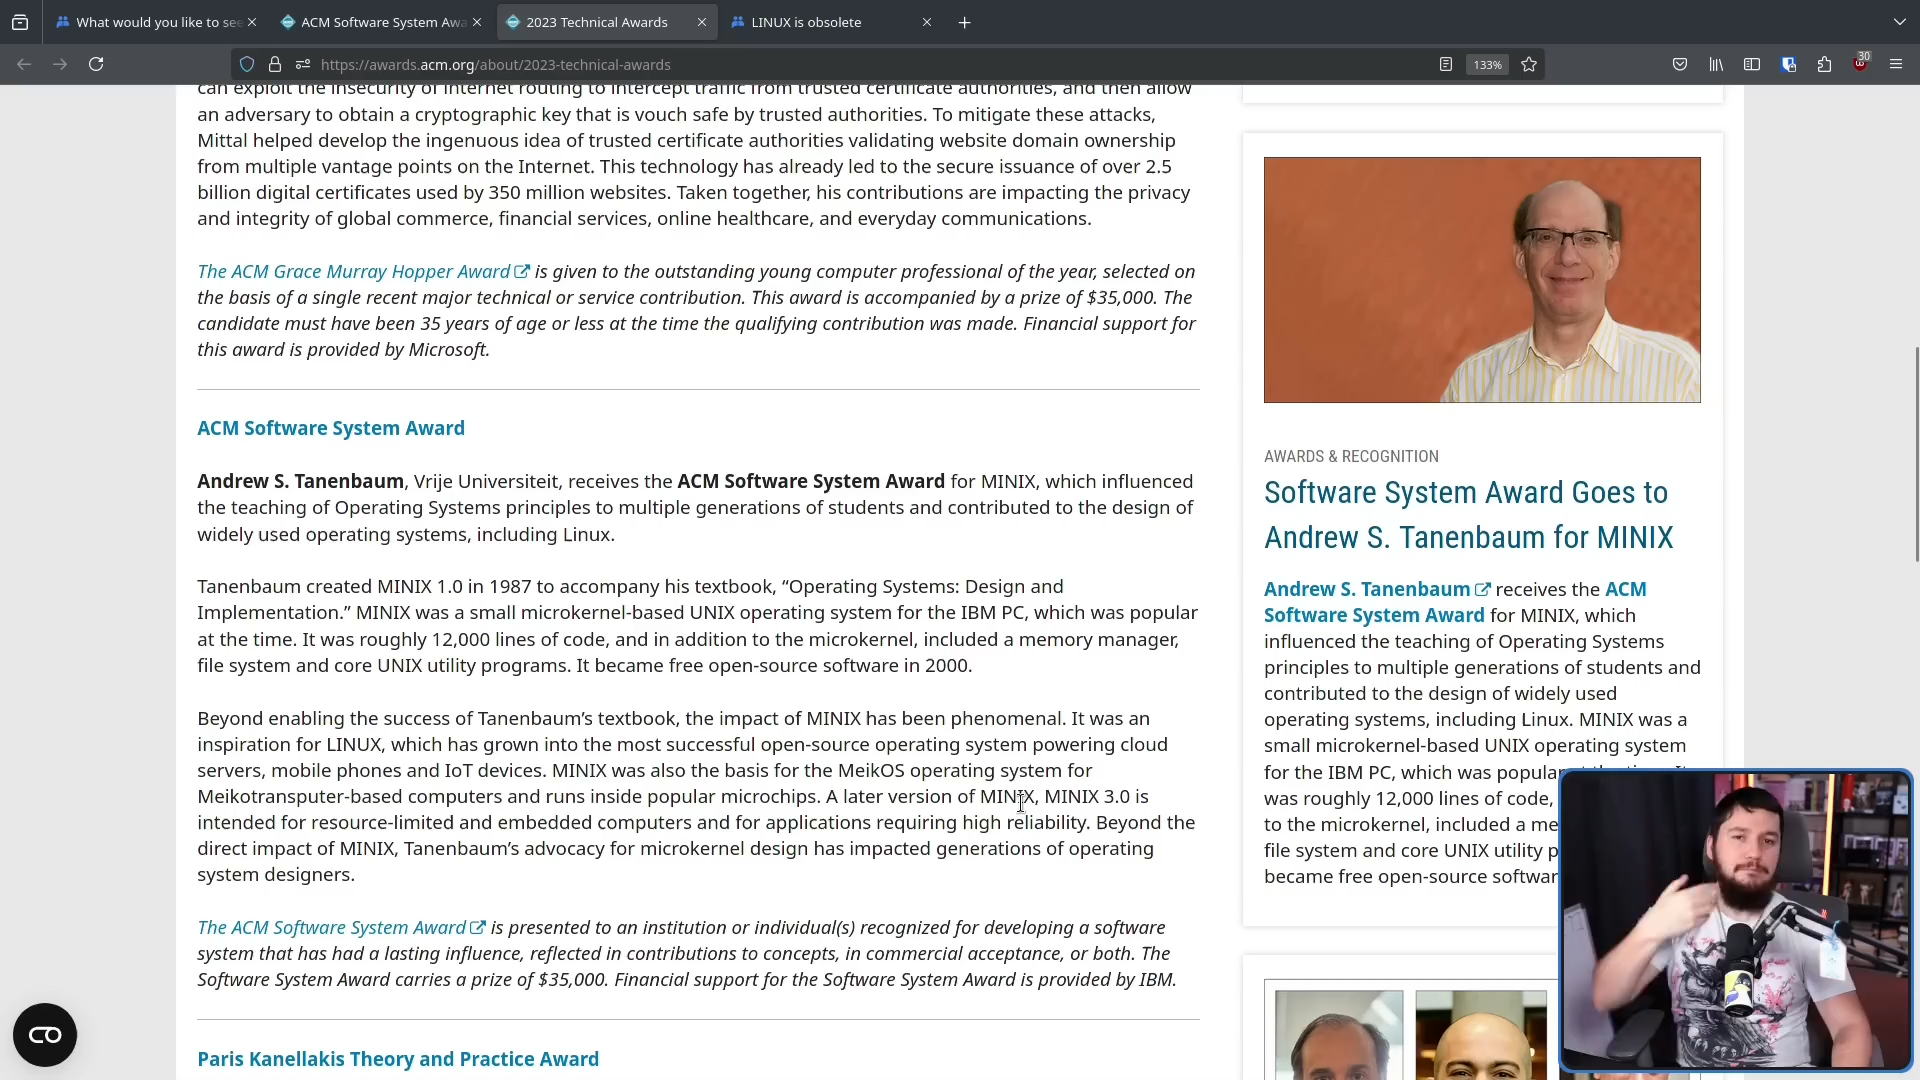 What would you like to see
ACM Software System Awa
2023 Technical Awards
LINUX is obsolete
https://awards.acm.org/about/2023-technical-awards
133%
30
can exploit the insecurity of Internet routing to intercept traffic from trusted certificate authorities, and then allow
an adversary to obtain a cryptographic key that is vouch safe by trusted authorities. To mitigate these attacks,
Mittal helped develop the ingenuous idea of trusted certificate authorities validating website domain ownership
from multiple vantage points on the Internet. This technology has already led to the secure issuance of over 2.5
billion digital certificates used by 350 million websites. Taken together, his contributions are impacting the privacy
and integrity of global commerce, financial services, online healthcare, and everyday communications.
The ACM Grace Murray Hopper Award is given to the outstanding young computer professional of the year, selected on
the basis of a single recent major technical or service contribution. This award is accompanied by a prize of $35,000. The
candidate must have been 35 years of age or less at the time the qualifying contribution was made. Financial support for
this award is provided by Microsoft.
ACM Software System Award
Andrew S. Tanenbaum, Vrije Universiteit, receives the ACM Software System Award for MINIX, which influenced
the teaching of Operating Systems principles to multiple generations of students and contributed to the design of
widely used operating systems, including Linux.
Tanenbaum created MINIX 1.0 in 1987 to accompany his textbook, “Operating Systems: Design and
Implementation.” MINIX was a small microkernel-based UNIX operating system for the IBM PC, which was popular
at the time. It was roughly 12,000 lines of code, and in addition to the microkernel, included a memory manager,
file system and core UNIX utility programs. It became free open-source software in 2000.
Beyond enabling the success of Tanenbaum’s textbook, the impact of MINIX has been phenomenal. It was an
inspiration for LINUX, which has grown into the most successful open-source operating system powering cloud
servers, mobile phones and IoT devices. MINIX was also the basis for the MeikOS operating system for
Meikotransputer-based computers and runs inside popular microchips. A later version of MINIX, MINIX 3.0 is
intended for resource-limited and embedded computers and for applications requiring high reliability. Beyond the
direct impact of MINIX, Tanenbaum’s advocacy for microkernel design has impacted generations of operating
system designers.
The ACM Software System Award is presented to an institution or individual(s) recognized for developing a software
system that has had a lasting influence, reflected in contributions to concepts, in commercial acceptance, or both. The
Software System Award carries a prize of $35,000. Financial support for the Software System Award is provided by IBM.
Paris Kanellakis Theory and Practice Award
AWARDS & RECOGNITION
Software System Award Goes to
Andrew S. Tanenbaum for MINIX
Andrew S. Tanenbaum receives the ACM
Software System Award for MINIX, which
influenced the teaching of Operating Systems
principles to multiple generations of students and
contributed to the design of widely used
operating systems, including Linux. MINIX was a
small microkernel-based UNIX operating system
for the IBM PC, which was popular
was roughly 12,000 lines of code,
to the microkernel, included a me
file system and core UNIX utility p
became free open-source softwar